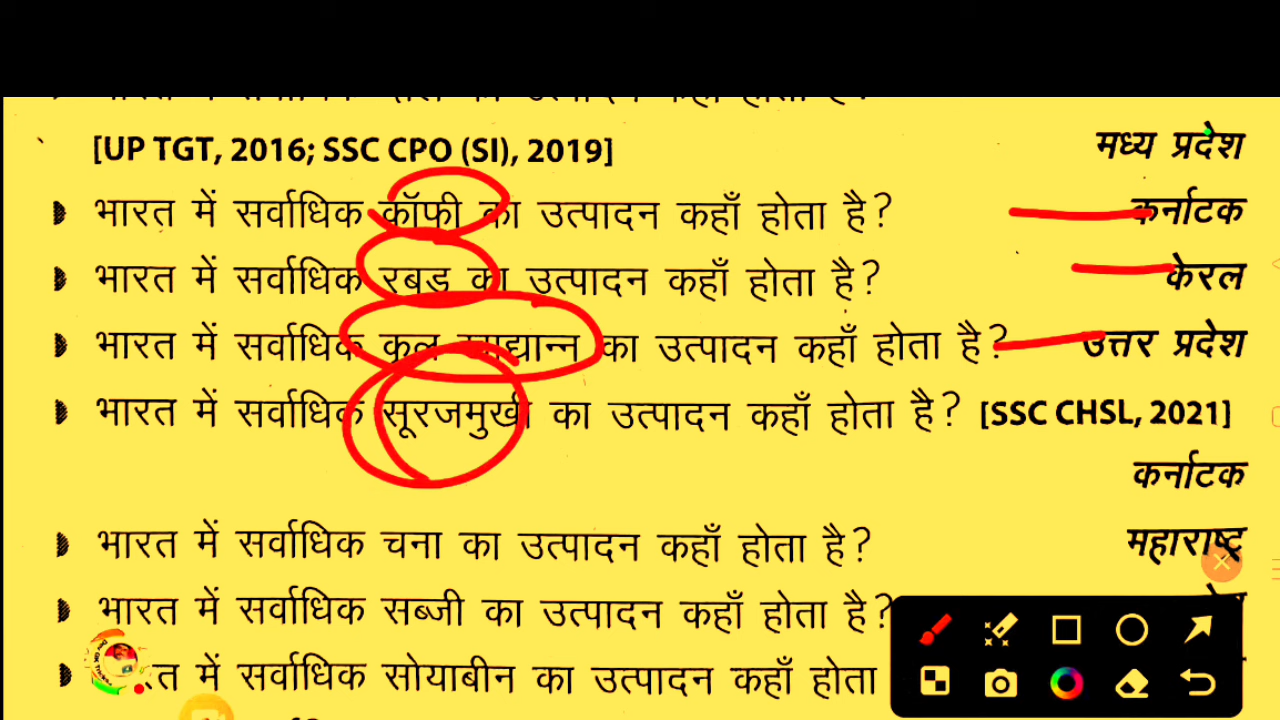 [UP TGT, 2016; SSC CPO (SI), 2019] मध्य प्रदेश
भारत में सर्वाधिक कॉफी का उत्पादन कहाँ होता है? कर्नाटक
भारत में सर्वाधिक रबड़ का उत्पादन कहाँ होता है? केरल
भारत में सर्वाधिक कुल खाद्यान्न का उत्पादन कहाँ होता है? उत्तर प्रदेश
भारत में सर्वाधिक सूरजमुखी का उत्पादन कहाँ होता है? [SSC CHSL, 2021]
कर्नाटक
भारत में सर्वाधिक चना का उत्पादन कहाँ होता है? महाराष्ट्र
भारत में सर्वाधिक सब्जी का उत्पादन कहाँ होता है?
में सर्वाधिक सोयाबीन का उत्पादन कहाँ होता